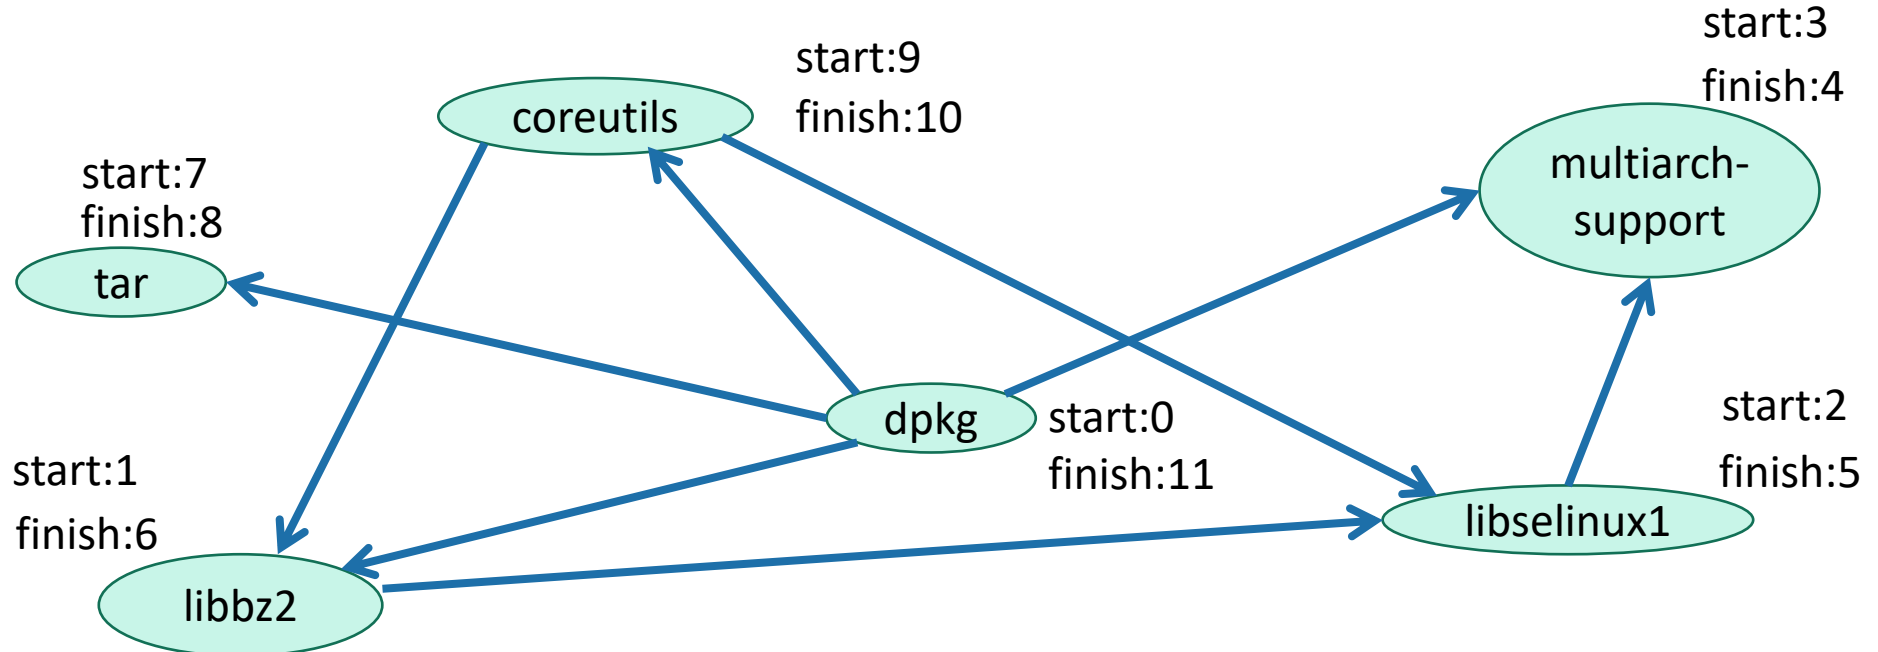 start:3
finish:4
start:9
finish:10
coreutils
multiarch-
support
start:7
finish:8
tar
dpkg
start:0
finish:11
start:2
finish:5
libselinux1
start:1
finish:6
libbz2